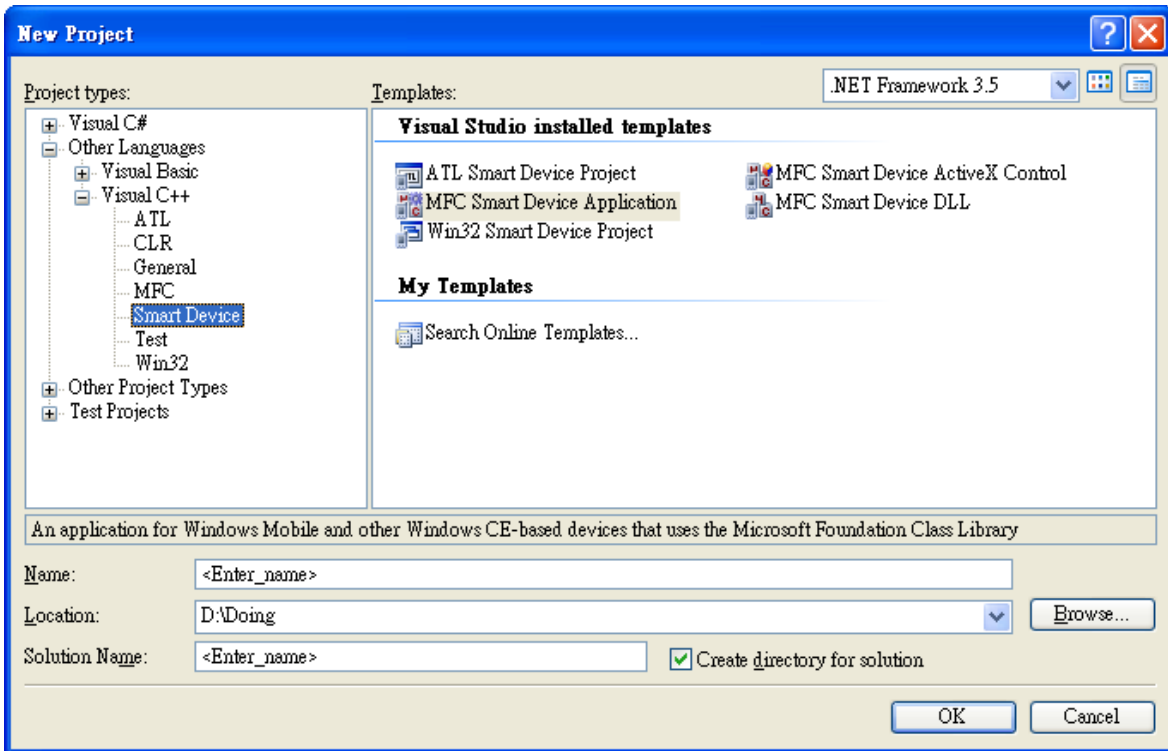 New Project
Project types:
Templates:
.NET Framework 3.5
Visual C#
Other Languages
Visual Basic
Visual C++
ATL
CLR
General
MFC
Smart Device
Test
Win32
Other Project Types
Test Projects
Visual Studio installed templates
ATL Smart Device Project
MFC Smart Device ActiveX Control
MFC Smart Device Application
MFC Smart Device DLL
Win32 Smart Device Project
My Templates
Search Online Templates...
An application for Windows Mobile and other Windows CE-based devices that uses the Microsoft Foundation Class Library
Name:
<Enter_name>
Location:
D:\Doing
Browse...
Solution Name:
<Enter_name>
Create directory for solution
OK
Cancel